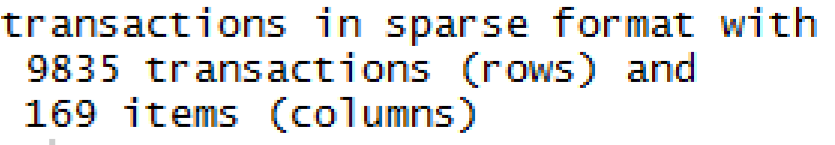 transactions in sparse format with
9835 transactions (rows) and
169 items (columns)